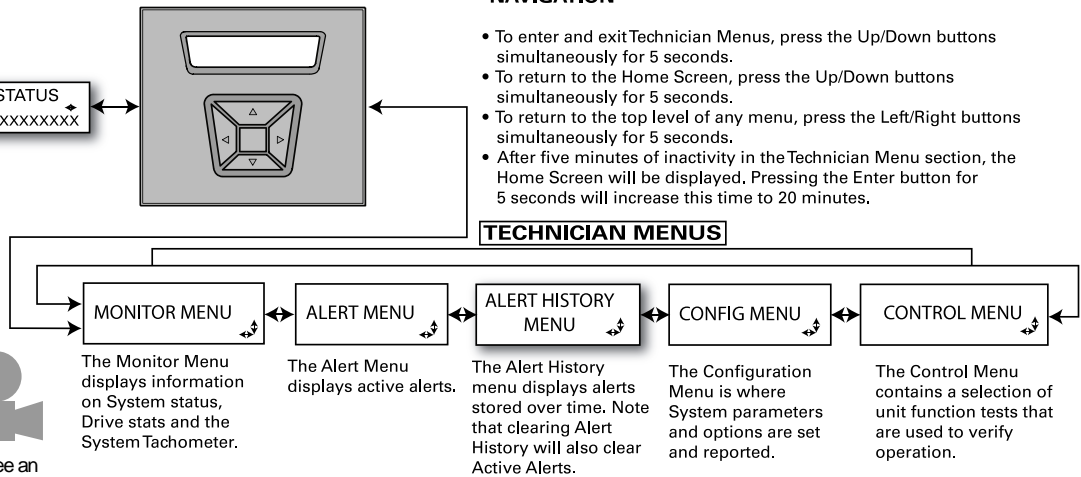 NAVIGATION
• To enter and exit Technician Menus, press the Up/Down buttons
simultaneously for 5 seconds.
• To return to the Home Screen, press the Up/Down buttons
simultaneously for 5 seconds.
• To return to the top level of any menu, press the Left/Right buttons
simultaneously for 5 seconds.
• After five minutes of inactivity in the Technician Menu section, the
Home Screen will be displayed. Pressing the Enter button for
5 seconds will increase this time to 20 minutes.
STATUS
XXXXXXXXX
TECHNICIAN MENUS
MONITOR MENU
The Monitor Menu
displays information
on System status,
Drive stats and the
System Tachometer.
ALERT MENU
The Alert Menu
displays active alerts.
ALERT HISTORY
MENU
The Alert History
menu displays alerts
stored over time. Note
that clearing Alert
History will also clear
Active Alerts.
CONFIG MENU
The Configuration
Menu is where
System parameters
and options are set
and reported.
CONTROL MENU
The Control Menu
contains a selection of
unit function tests that
are used to verify
operation.
an